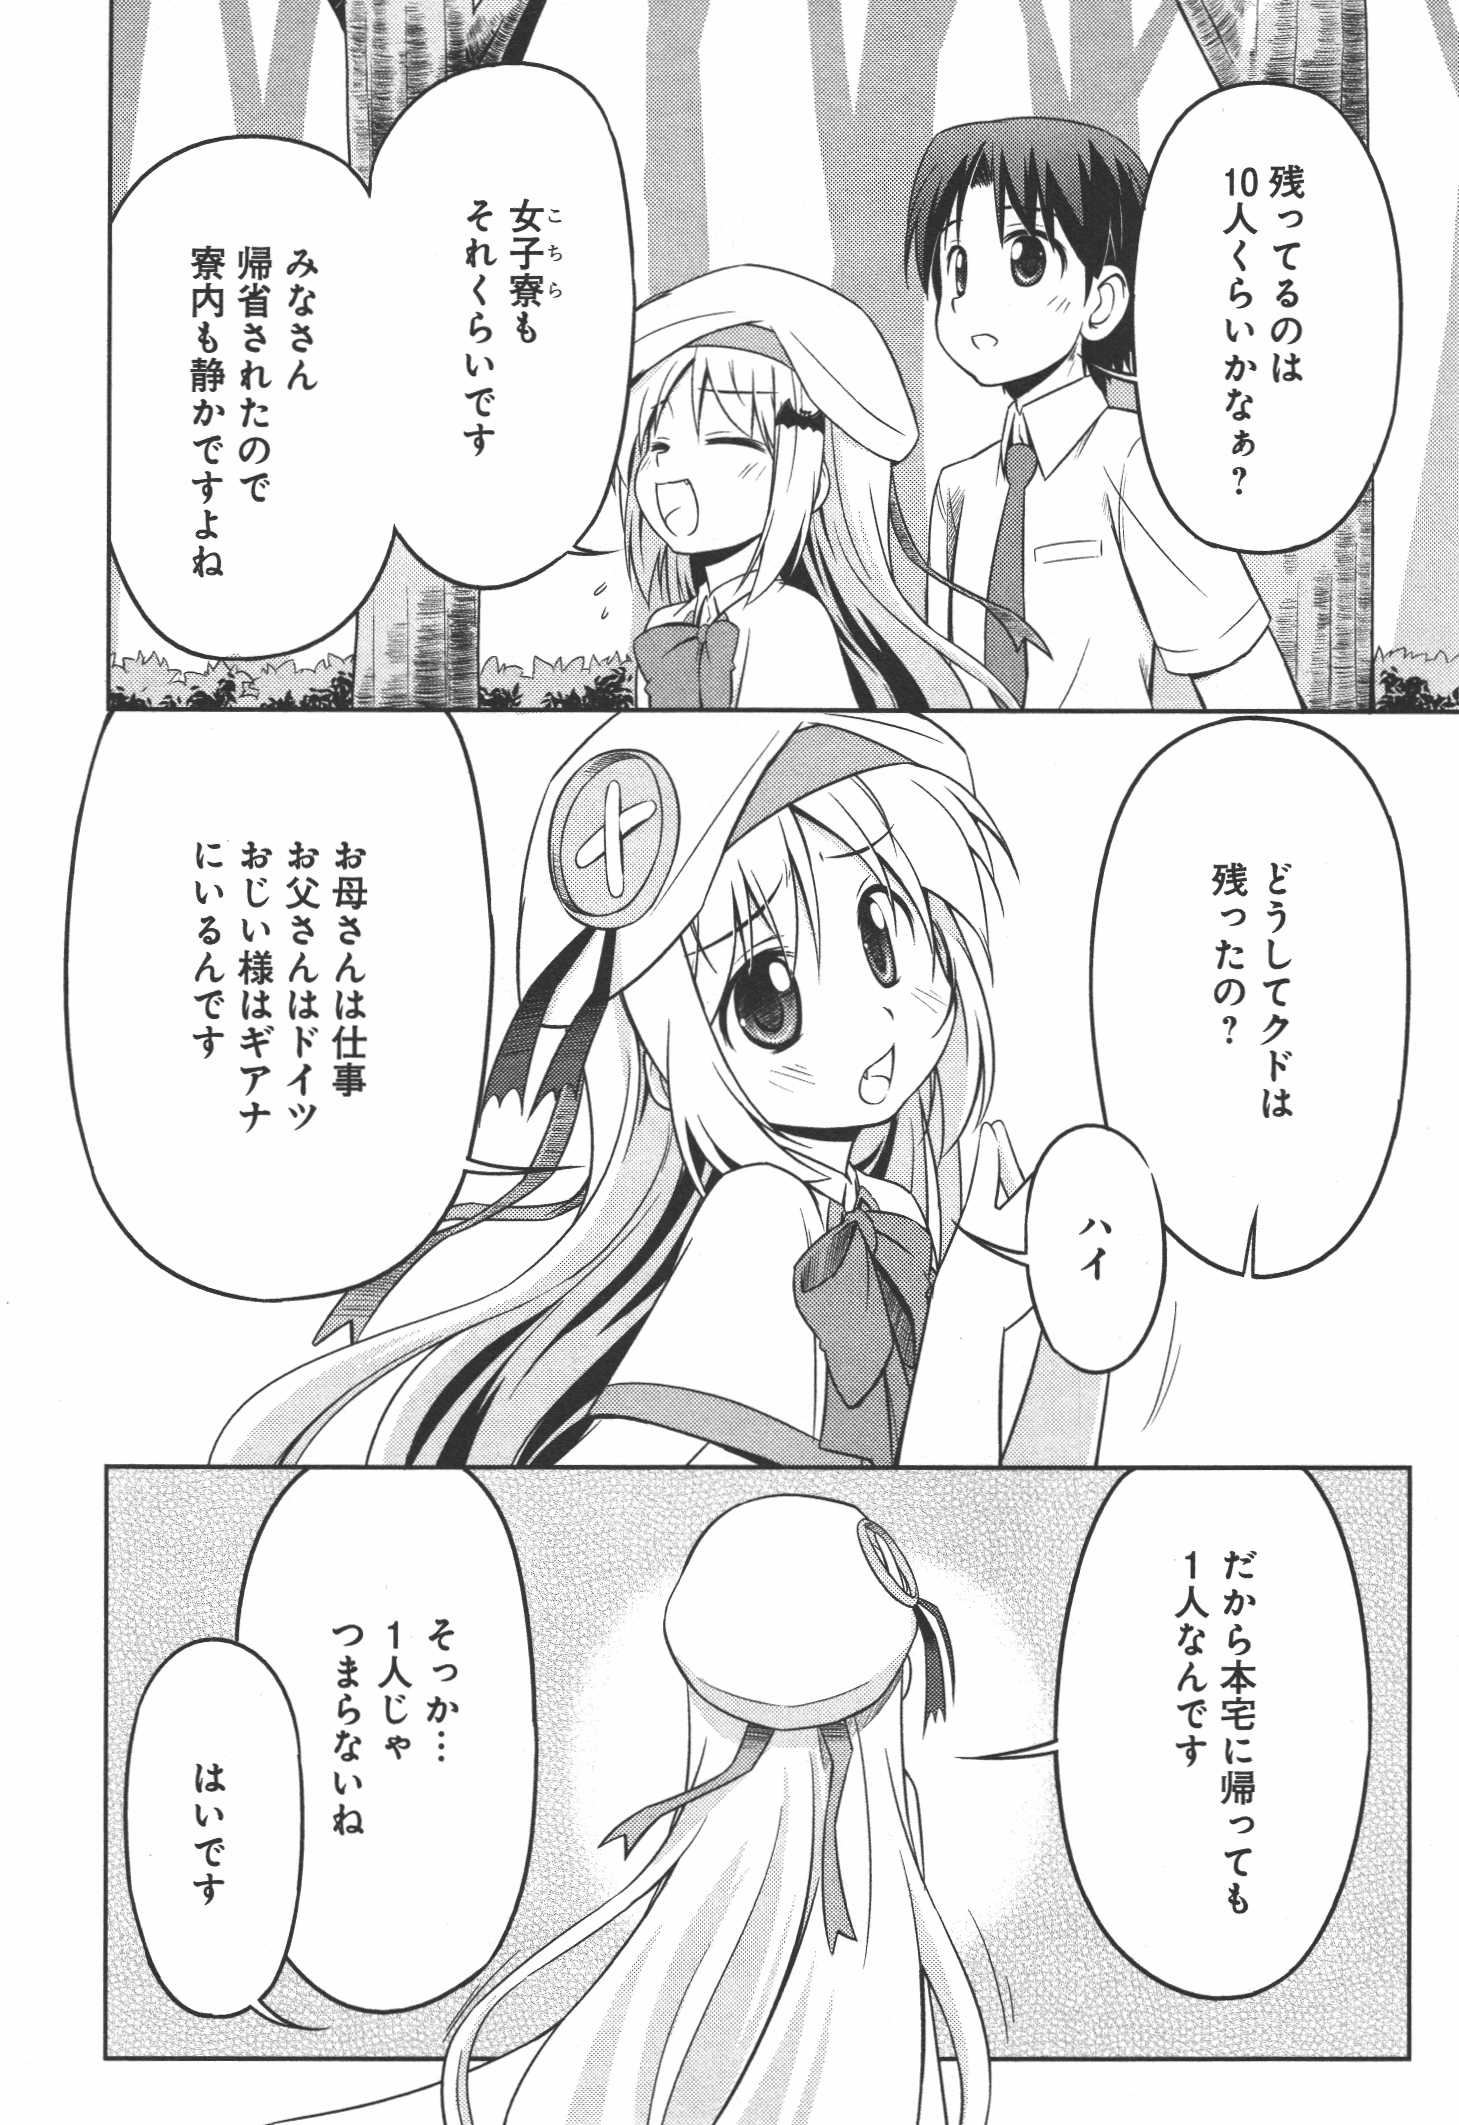 残ってるのは
10人くらいかなぁ?
女子寮も
こちら
それくらいです
みなさん
帰省されたので
寮内も静かですよね
どうしてクドは
残ったの?
ハイ
お母さんは仕事
お父さんはドイツ
おじい様はギアナ
にいるんです
だから本宅に帰っても
1人なんです
そっか…
1人じゃ
つまらないね
はいです